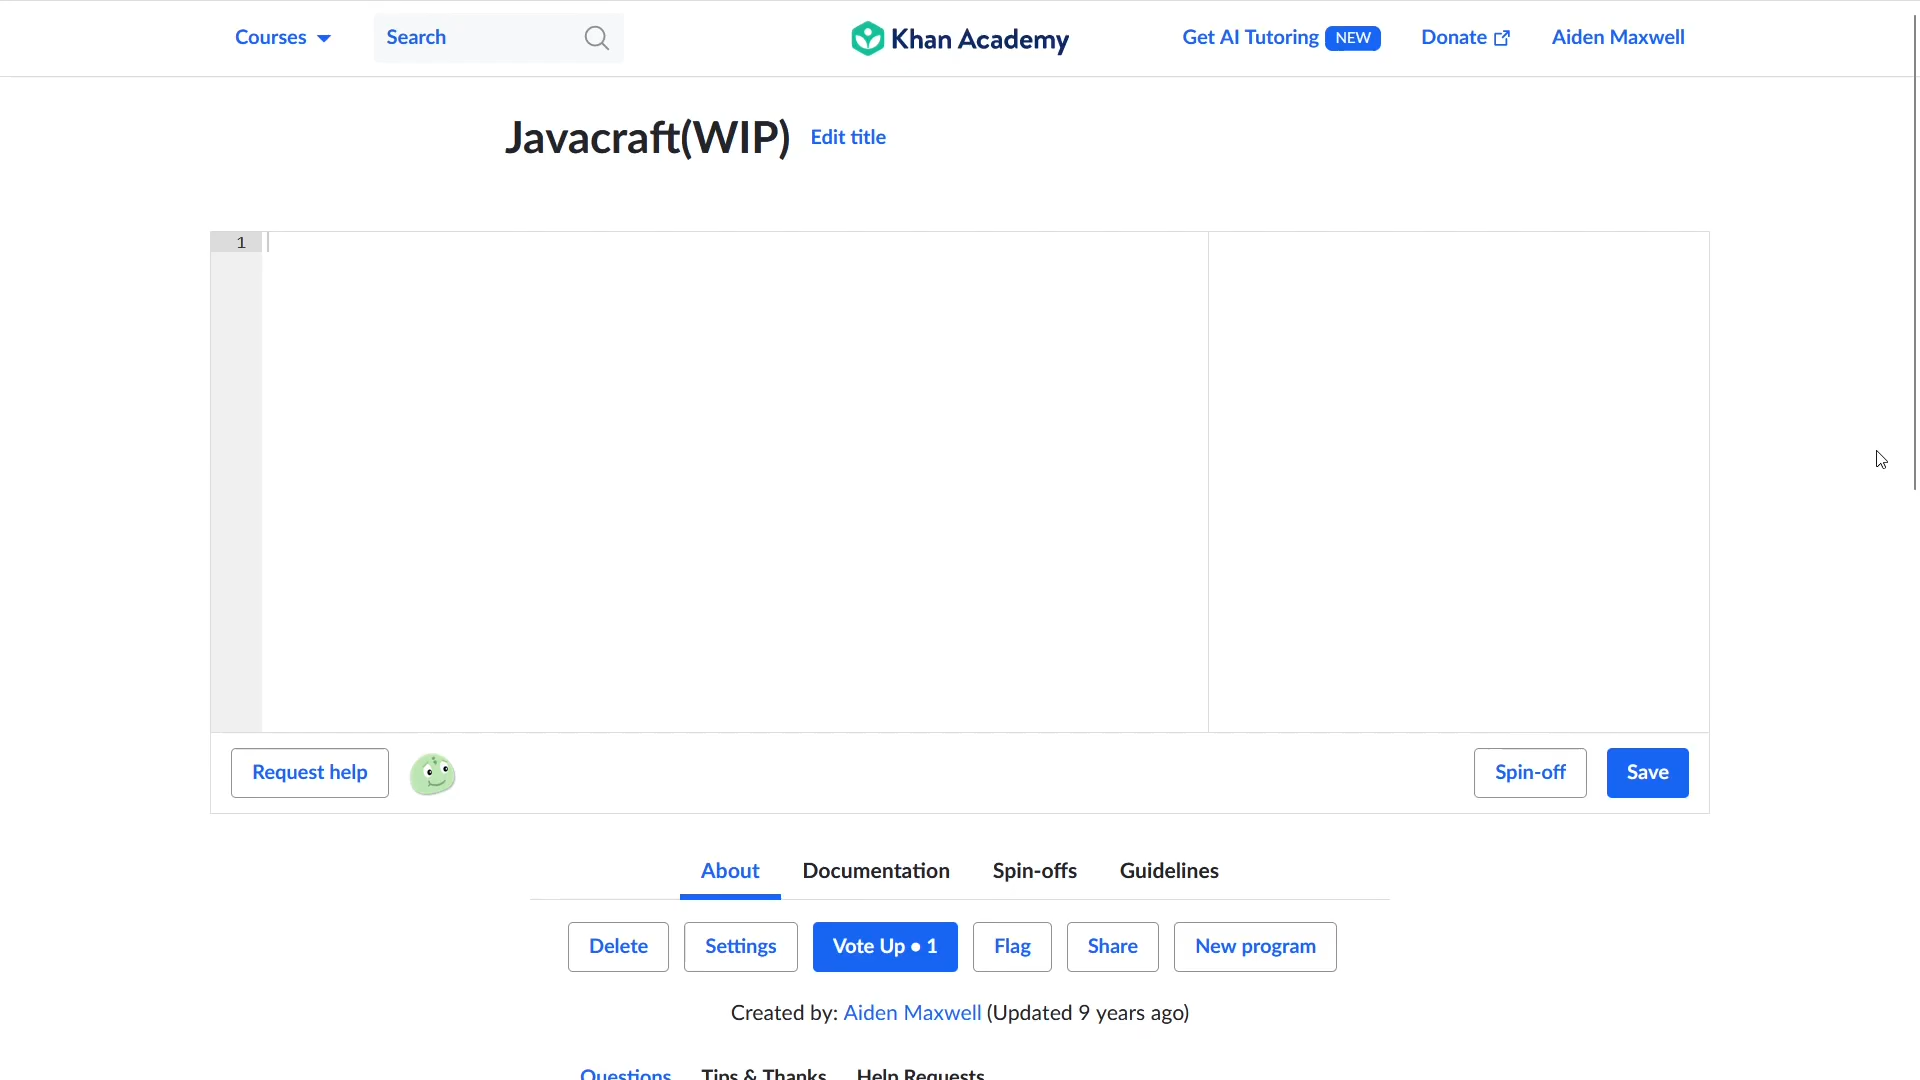 Courses
Search
Khan Academy
Get AI Tutoring NEW
Donate
Aiden Maxwell
Javacraft(WIP) Edit title
1
Request help
Spin-off
Save
About Documentation Spin-offs Guidelines
Delete Settings Vote Up • 1 Flag Share New program
Created by: Aiden Maxwell (Updated 9 years ago)
Questions Tips & Thanks Help Requests